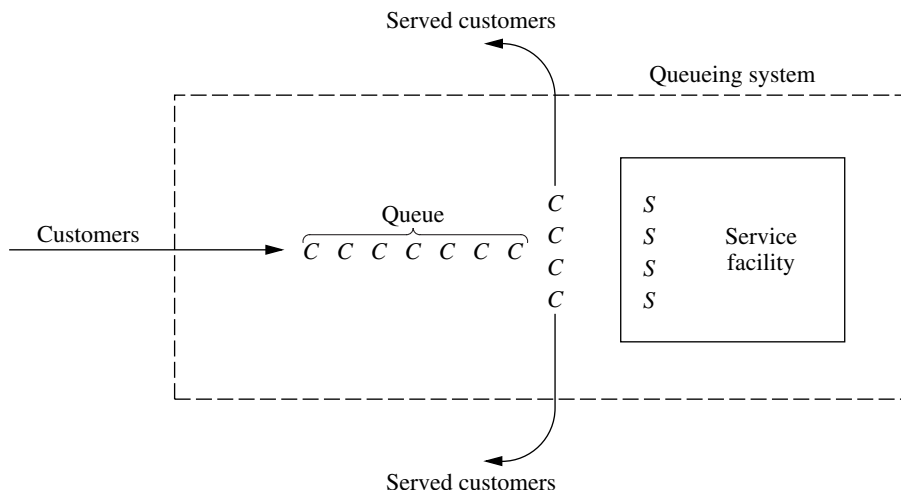 Served customers
Queueing system
Customers
Queue
C C C C C C C
C
C
C
C
S
S
S
S
Service
facility
Served customers